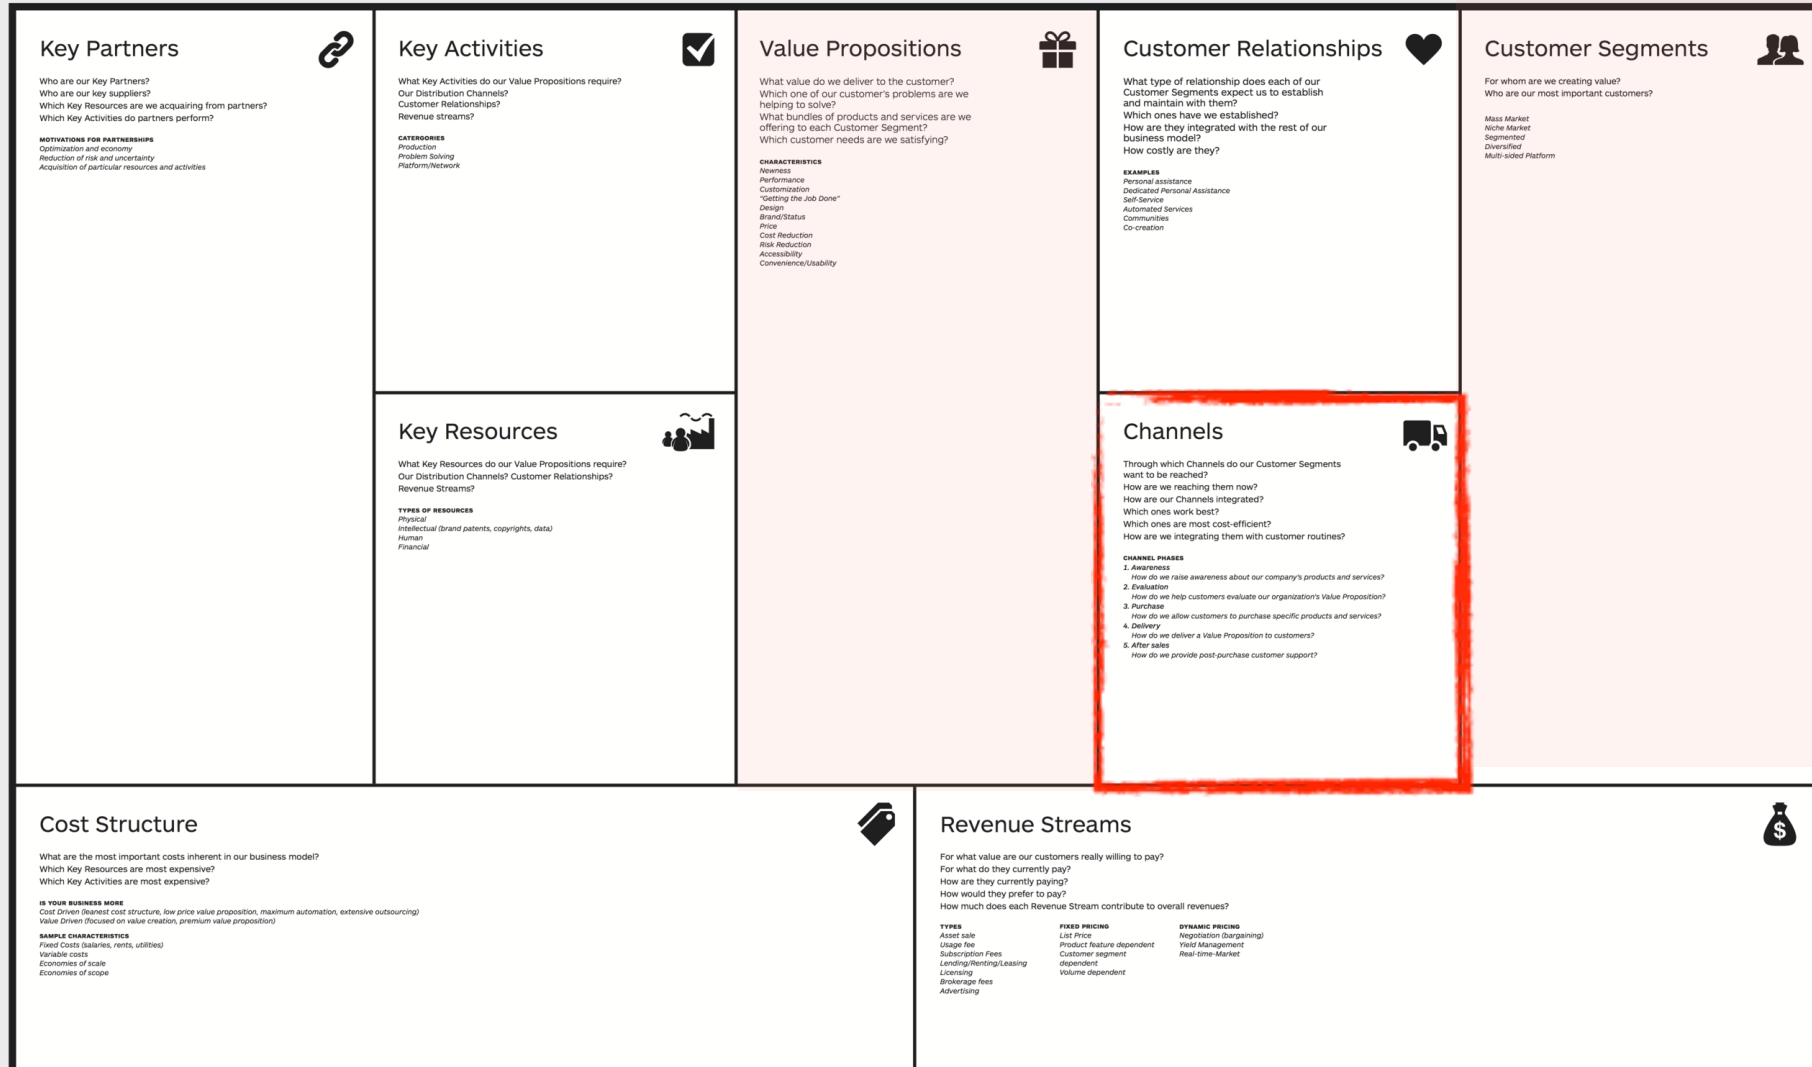 Key Partners
Who are our Key Partners?
Who are our key suppliers?
Which Key Resources are we acquiring from partners?
Which Key Activities do partners perform?
MOTIVATIONS FOR PARTNERSHIPS
Optimization and economy
Reduction of risk and uncertainty
Acquisition of particular resources and activities
Key Activities
What Key Activities do our Value Propositions require?
Our Distribution Channels?
Customer Relationships?
Revenue streams?
CATERGORIES
Production
Problem Solving
Platform/Network
Key Resources
What Key Resources do our Value Propositions require?
Our Distribution Channels? Customer Relationships?
Revenue Streams?
TYPES OF RESOURCES
Physical
Intellectual (brand patents, copyrights, data)
Human
Financial
Value Propositions
What value do we deliver to the customer?
Which one of our customer's problems are we
helping to solve?
What bundles of products and services are we
offering to each Customer Segment?
Which customer needs are we satisfying?
CHARACTERISTICS
Newness
Performance
Customization
“Getting the Job Done”
Design
Brand/Status
Price
Cost Reduction
Risk Reduction
Accessibility
Convenience/Usability
Customer Relationships
What type of relationship does each of our
Customer Segments expect us to establish
and maintain with them?
Which ones have we established?
How are they integrated with the rest of our
business model?
How costly are they?
EXAMPLES
Personal assistance
Dedicated Personal Assistance
Self-Service
Automated Services
Communities
Co-creation
Channels
Through which Channels do our Customer Segments
want to be reached?
How are we reaching them now?
How are our Channels integrated?
Which ones work best?
Which ones are most cost-efficient?
How are we integrating them with customer routines?
CHANNEL PHASES
1. Awareness
How do we raise awareness about our company's products and services?
2. Evaluation
How do we help customers evaluate our organization's Value Proposition?
3. Purchase
How do we allow customers to purchase specific products and services?
4. Delivery
How do we deliver a Value Proposition to customers?
5. After sales
How do we provide post-purchase customer support?
Customer Segments
For whom are we creating value?
Who are our most important customers?
Mass Market
Niche Market
Segmented
Diversified
Multi-sided Platform
Cost Structure
What are the most important costs inherent in our business model?
Which Key Resources are most expensive?
Which Key Activities are most expensive?
IS YOUR BUSINESS MORE
Cost Driven (leanest cost structure, low price value proposition, maximum automation, extensive outsourcing)
Value Driven (focused on value creation, premium value proposition)
SAMPLE CHARACTERISTICS
Fixed Costs (salaries, rents, utilities)
Variable costs
Economies of scale
Economies of scope
Revenue Streams
$
For what value are our customers really willing to pay?
For what do they currently pay?
How are they currently paying?
How would they prefer to pay?
How much does each Revenue Stream contribute to overall revenues?
TYPES
Asset sale
Usage fee
Subscription Fees
Lending/Renting/Leasing
Licensing
Brokerage fees
Advertising
FIXED PRICING
List Price
Product feature dependent
Customer segment
dependent
Volume dependent
DYNAMIC PRICING
Negotiation (bargaining)
Yield Management
Real-time-Market